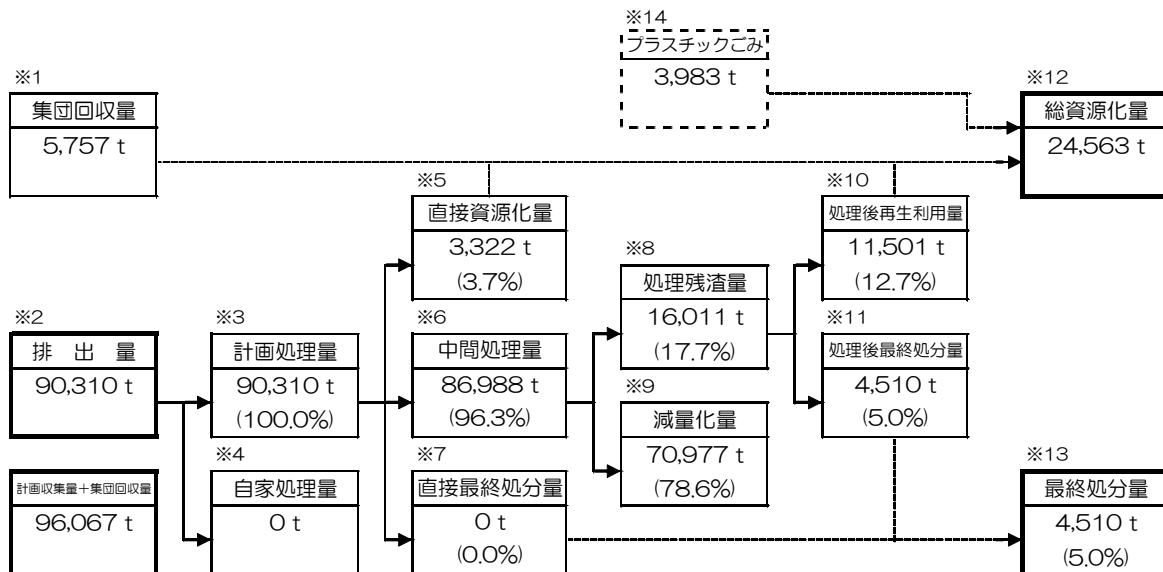 ※14
プラスチックごみ
3,983 t
※1
集団回収量
5,757 t
※12
総資源化量
24,563 t
※5
直接資源化量
3,322 t
(3.7%)
※10
処理後再生利用量
11,501 t
(12.7%)
※8
処理残渣量
16,011 t
(17.7%)
※2
排 出 量
90,310 t
※3
計画処理量
90,310 t
(100.0%)
※6
中間処理量
86,988 t
(96.3%)
※11
処理後最終処分量
4,510 t
(5.0%)
※9
減量化量
70,977 t
(78.6%)
計画収集量＋集団回収量
96,067 t
※4
自家処理量
0 t
※7
直接最終処分量
0 t
(0.0%)
※13
最終処分量
4,510 t
(5.0%)